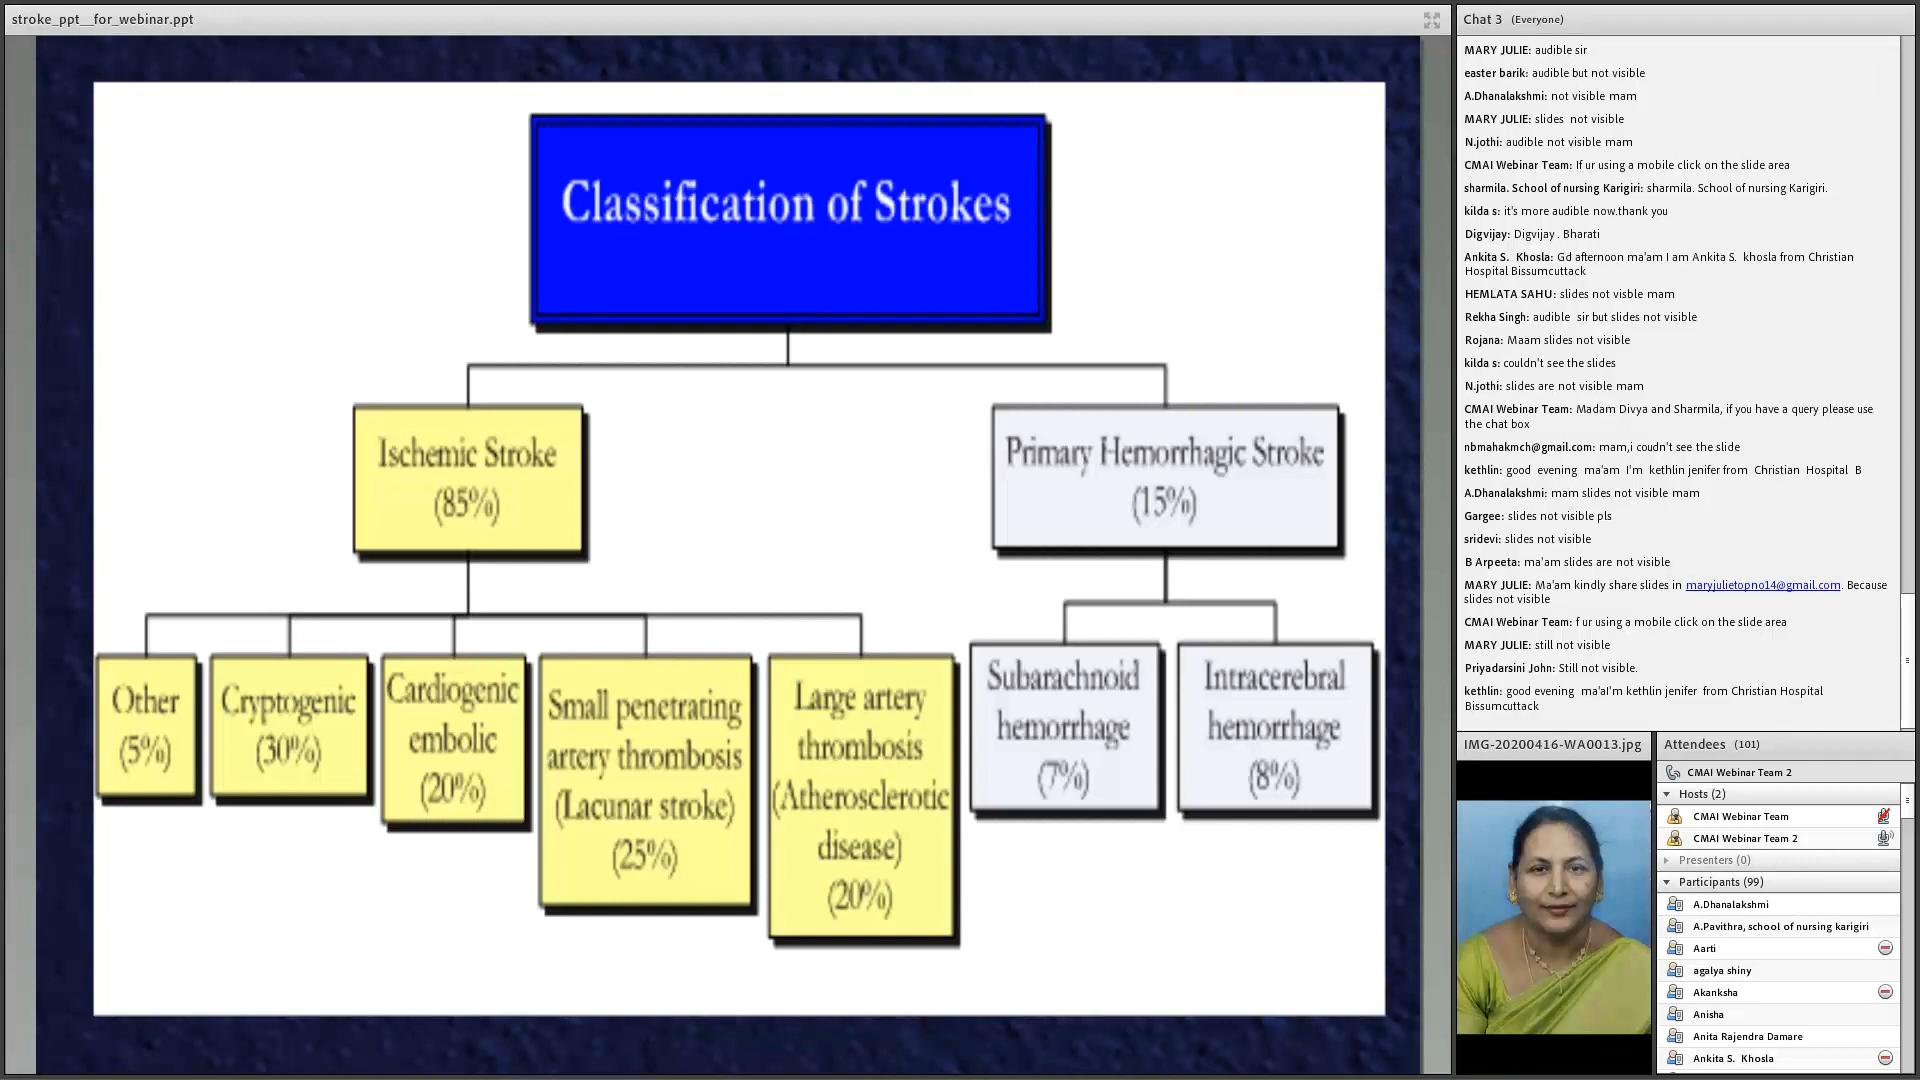 stroke_ppt__for_webinar.ppt
Classification of Strokes
Ischemic Stroke
(85%)
Primary Hemorrhagic Stroke
(15%)
Other
(5%)
Cryptogenic
(30%)
Cardiogenic
embolic
(20%)
Small penetrating
artery thrombosis
(Lacunar stroke)
(25%)
Large artery
thrombosis
(Atherosclerotic
disease)
(20%)
Subarachnoid
hemorrhage
(7%)
Intracerebral
hemorrhage
(8%)
Chat 3 (Everyone)
MARY JULIE: audible sir
easter barik: audible but not visible
A.Dhanalakshmi: not visible mam
MARY JULIE: slides not visible
N.jothi: audible not visible mam
CMAI Webinar Team: If ur using a mobile click on the slide area
sharmila. School of nursing Karigiri: sharmila. School of nursing Karigiri.
kilda s: it's more audible now.thank you
Digvijay: Digvijay . Bharati
Ankita S. Khosla: Gd afternoon ma'am I am Ankita S. khosla from Christian
Hospital Bissumcuttack
HEMLATA SAHU: slides not visble mam
Rekha Singh: audible sir but slides not visible
Rojana: Maam slides not visible
kilda s: couldn't see the slides
N.jothi: slides are not visible mam
CMAI Webinar Team: Madam Divya and Sharmila, if you have a query please use
the chat box
nbmahakmch@gmail.com: mam,i coudn't see the slide
kethlin: good evening ma'am I'm kethlin jenifer from Christian Hospital B
A.Dhanalakshmi: mam slides not visible mam
Gargee: slides not visible pls
sridevi: slides not visible
B Arpeeta: ma'am slides are not visible
MARY JULIE: Ma'am kindly share slides in maryjulietopno14@gmail.com. Because
slides not visible
CMAI Webinar Team: f ur using a mobile click on the slide area
MARY JULIE: still not visible
Priyadarsini John: Still not visible.
kethlin: good evening ma'aI'm kethlin jenifer from Christian Hospital
Bissumcuttack
IMG-20200416-WA0013.jpg
Attendees (101)
CMAI Webinar Team 2
Hosts (2)
CMAI Webinar Team
CMAI Webinar Team 2
Presenters (0)
Participants (99)
A.Dhanalakshmi
A.Pavithra, school of nursing karigiri
Aarti
agalya shiny
Akanksha
Anisha
Anita Rajendra Damare
Ankita S. Khosla